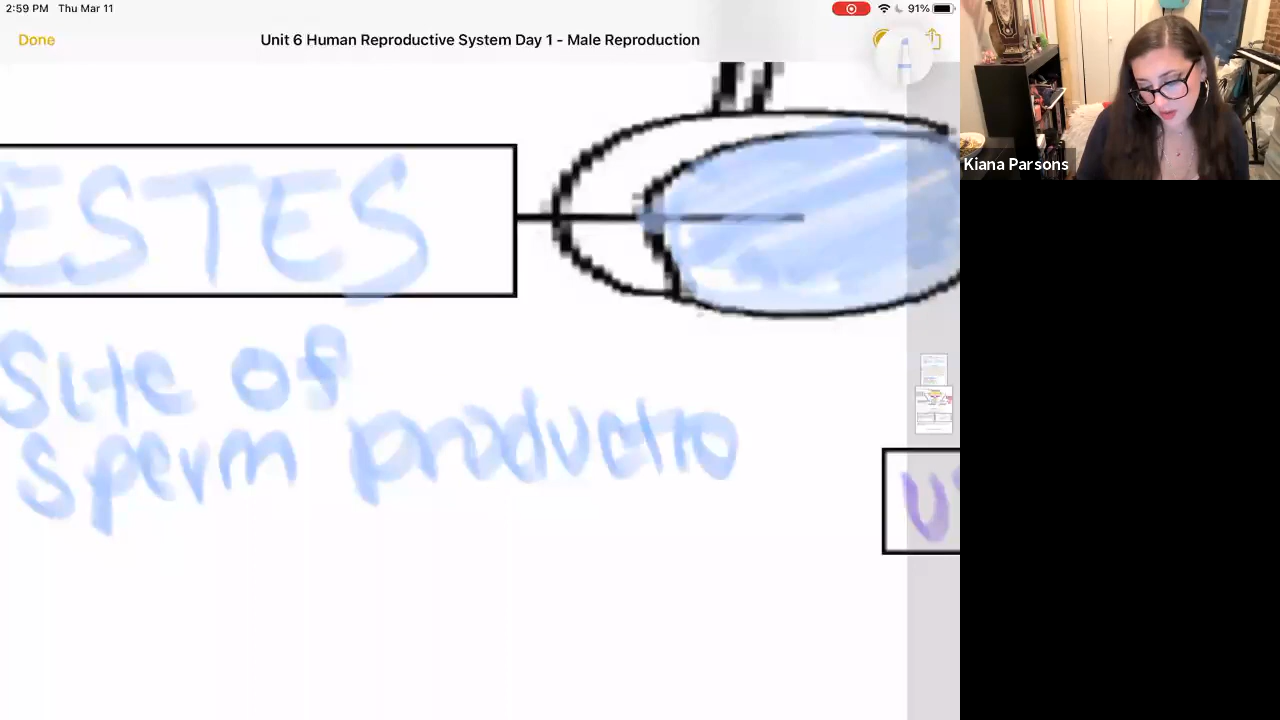 2:59 PM Thu Mar 11
91%
Done
Unit 6 Human Reproductive System Day 1 - Male Reproduction
Kiana Parsons
ESTES
Site of
sperm productio
U